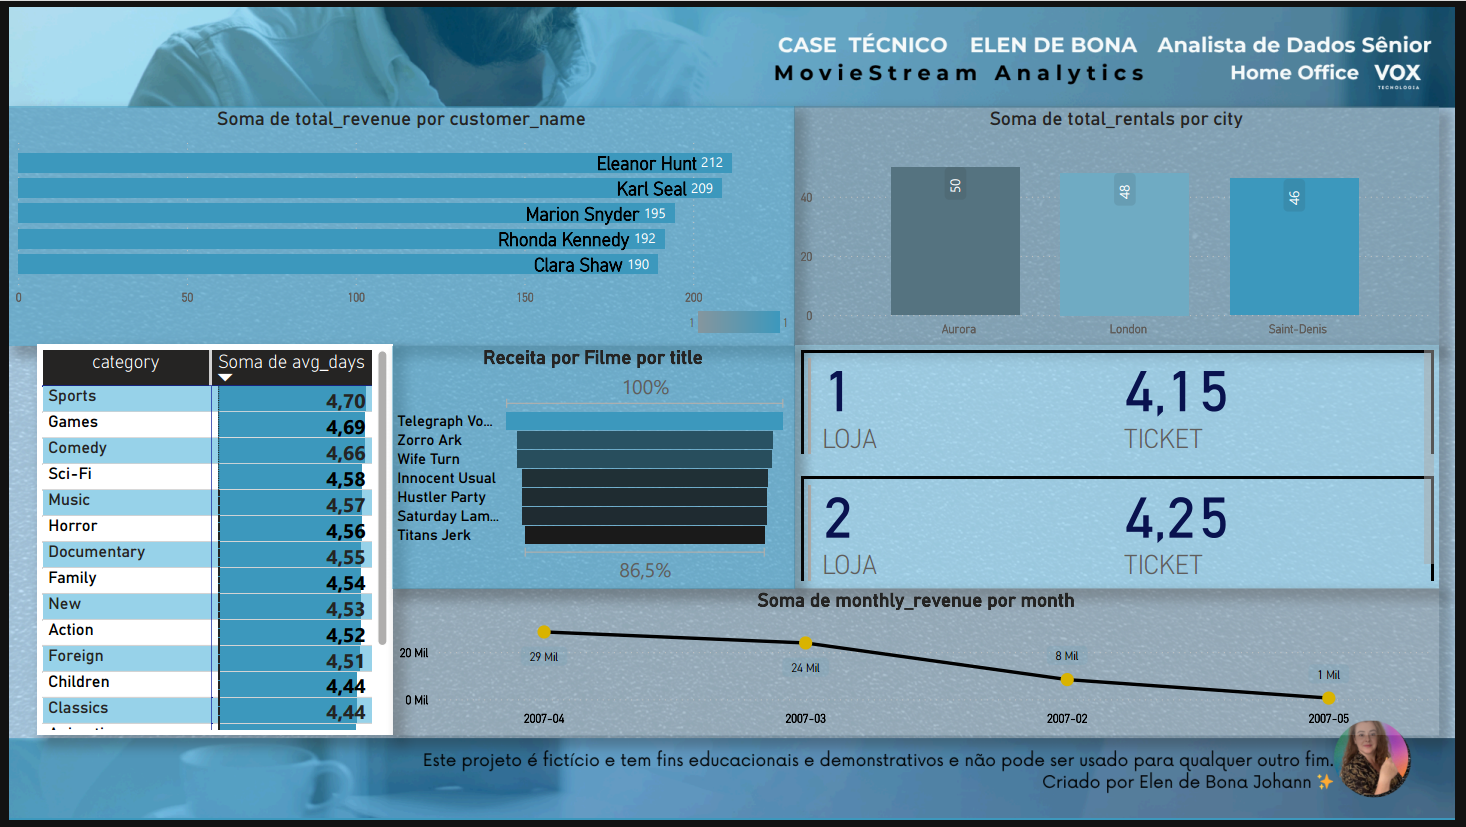 CASE TÉCNICO ELEN DE BONA Analista de Dados Sênior
MovieStream Analytics Home Office VOX
TECNOLOGIA
Soma de total_revenue por customer_name
Eleanor Hunt 212
Karl Seal 209
Marion Snyder 195
Rhonda Kennedy 192
Clara Shaw 190
0 50 100 150 200
1 1
Soma de total_rentals por city
40
20
0
50 48 46
Aurora London Saint-Denis
category Soma de avg_days
Sports 4,70
Games 4,69
Comedy 4,66
Sci-Fi 4,58
Music 4,57
Horror 4,56
Documentary 4,55
Family 4,54
New 4,53
Action 4,52
Foreign 4,51
Children 4,44
Classics 4,44
Receita por Filme por title
100%
Telegraph Vo...
Zorro Ark
Wife Turn
Innocent Usual
Hustler Party
Saturday Lam...
Titans Jerk
86,5%
1 4,15
LOJA TICKET
2 4,25
LOJA TICKET
Soma de monthly_revenue por month
20 Mil
0 Mil
29 Mil 24 Mil 8 Mil 1 Mil
2007-04 2007-03 2007-02 2007-05
Este projeto é fictício e tem fins educacionais e demonstrativos e não pode ser usado para qualquer outro fim.
Criado por Elen de Bona Johann ✨